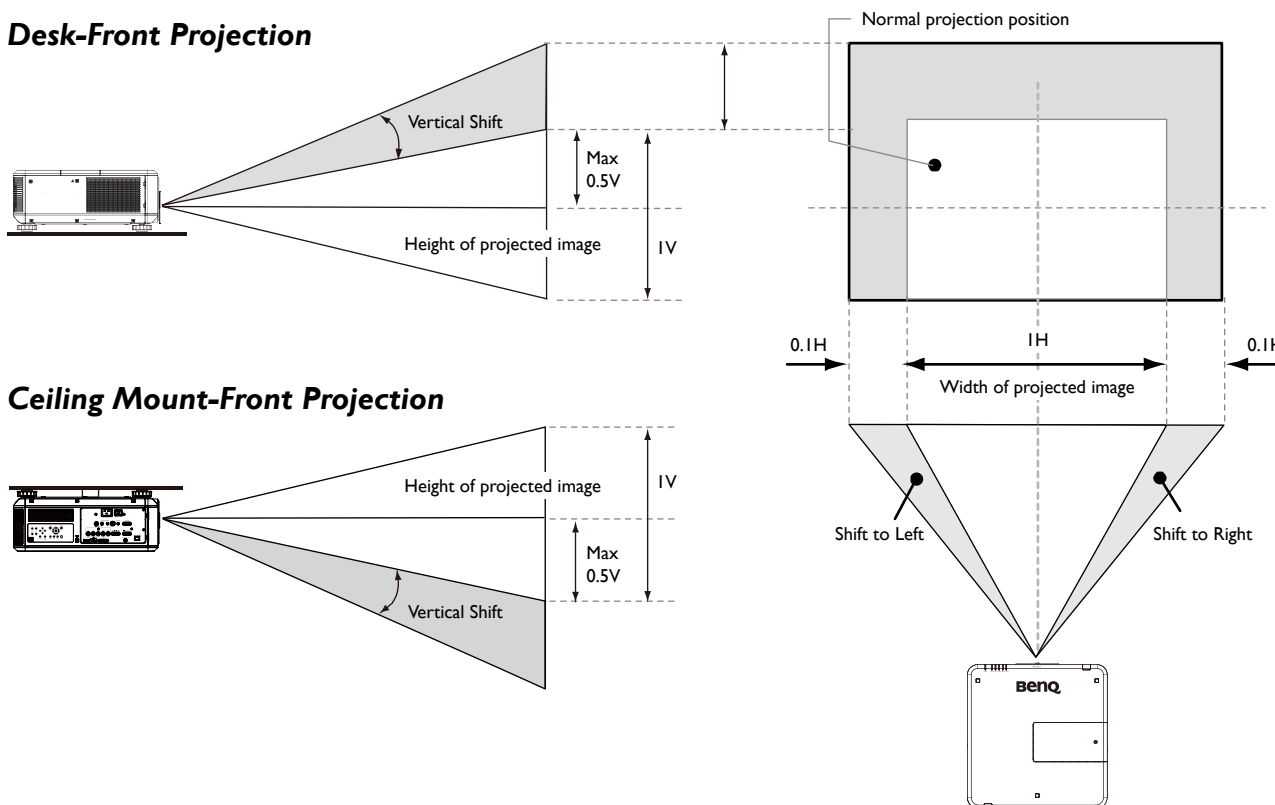 Desk-Front Projection
Vertical Shift
Max
0.5V
Height of projected image
1V
Normal projection position
0.1H
1H
0.1H
Width of projected image
Shift to Left
Shift to Right
BenQ
Ceiling Mount-Front Projection
Height of projected image
1V
Max
0.5V
Vertical Shift